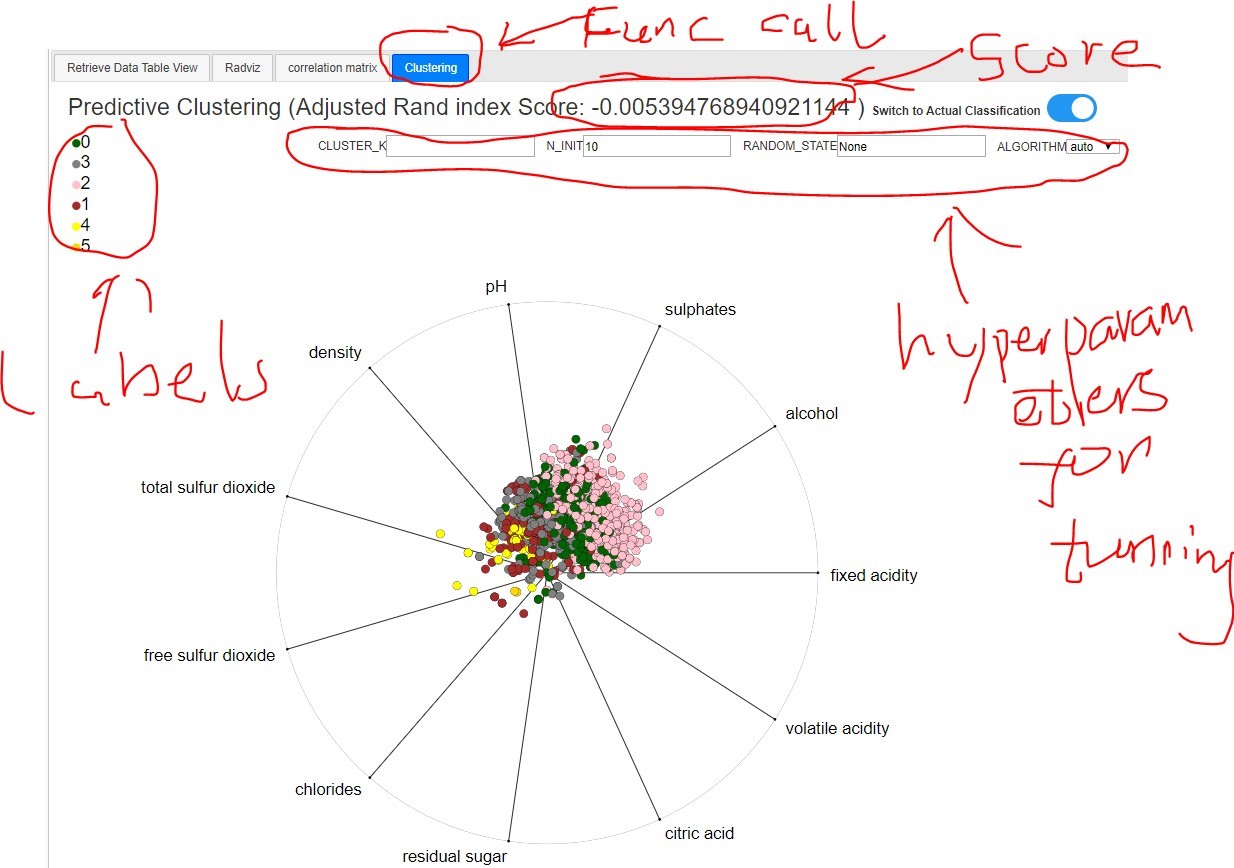 Func call
Score
Retrieve Data Table View
Radviz
correlation matrix
Clustering
Predictive Clustering (Adjusted Rand index Score: -0.005394768940921144 )
Switch to Actual Classification
0
3
2
1
4
5
CLUSTER_K
N_INIT 10
RANDOM_STATE None
ALGORITHM auto
Labels
hyperparam
eters
for
tunning
pH
sulphates
density
alcohol
total sulfur dioxide
fixed acidity
free sulfur dioxide
volatile acidity
chlorides
citric acid
residual sugar